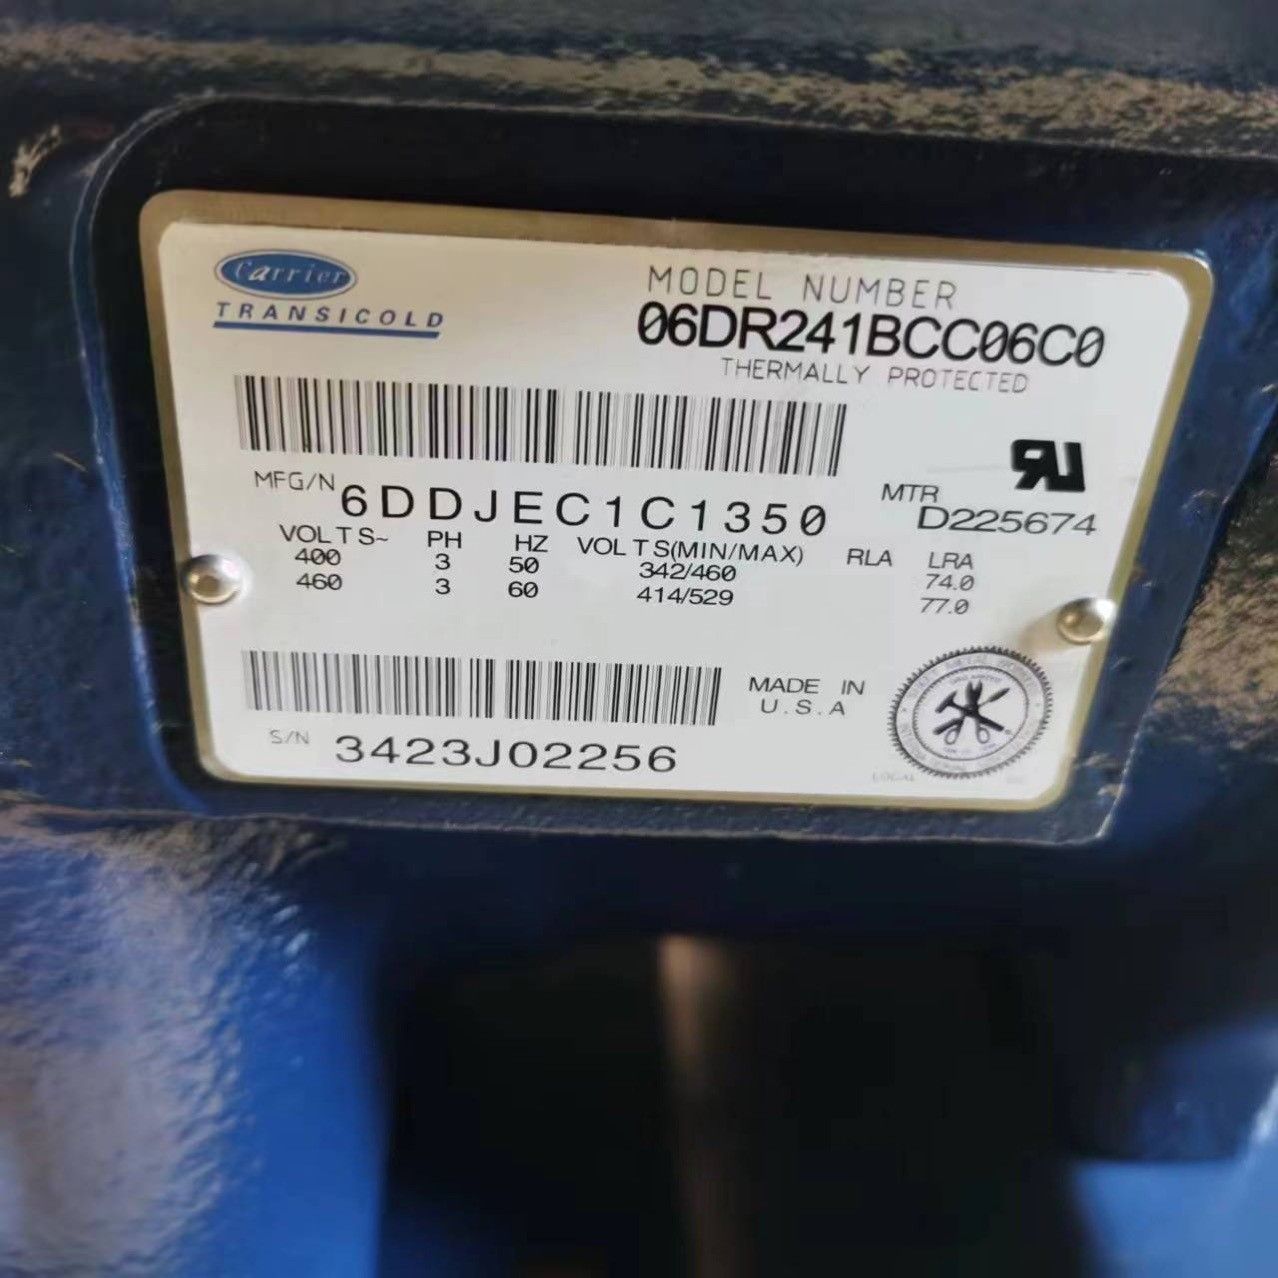 Carrier
TRANSICOLD
MODEL NUMBER
06DR241BCC06C0
THERMALLY PROTECTED
MFG/N 6DDJEC1C1350
MTR D225674
VOLTS~ PH HZ VOLTS(MIN/MAX) RLA LRA
400 3 50 342/460 74.0
460 3 60 414/529 77.0
MADE IN
U.S.A
S/N 3423J02256
LOCAL